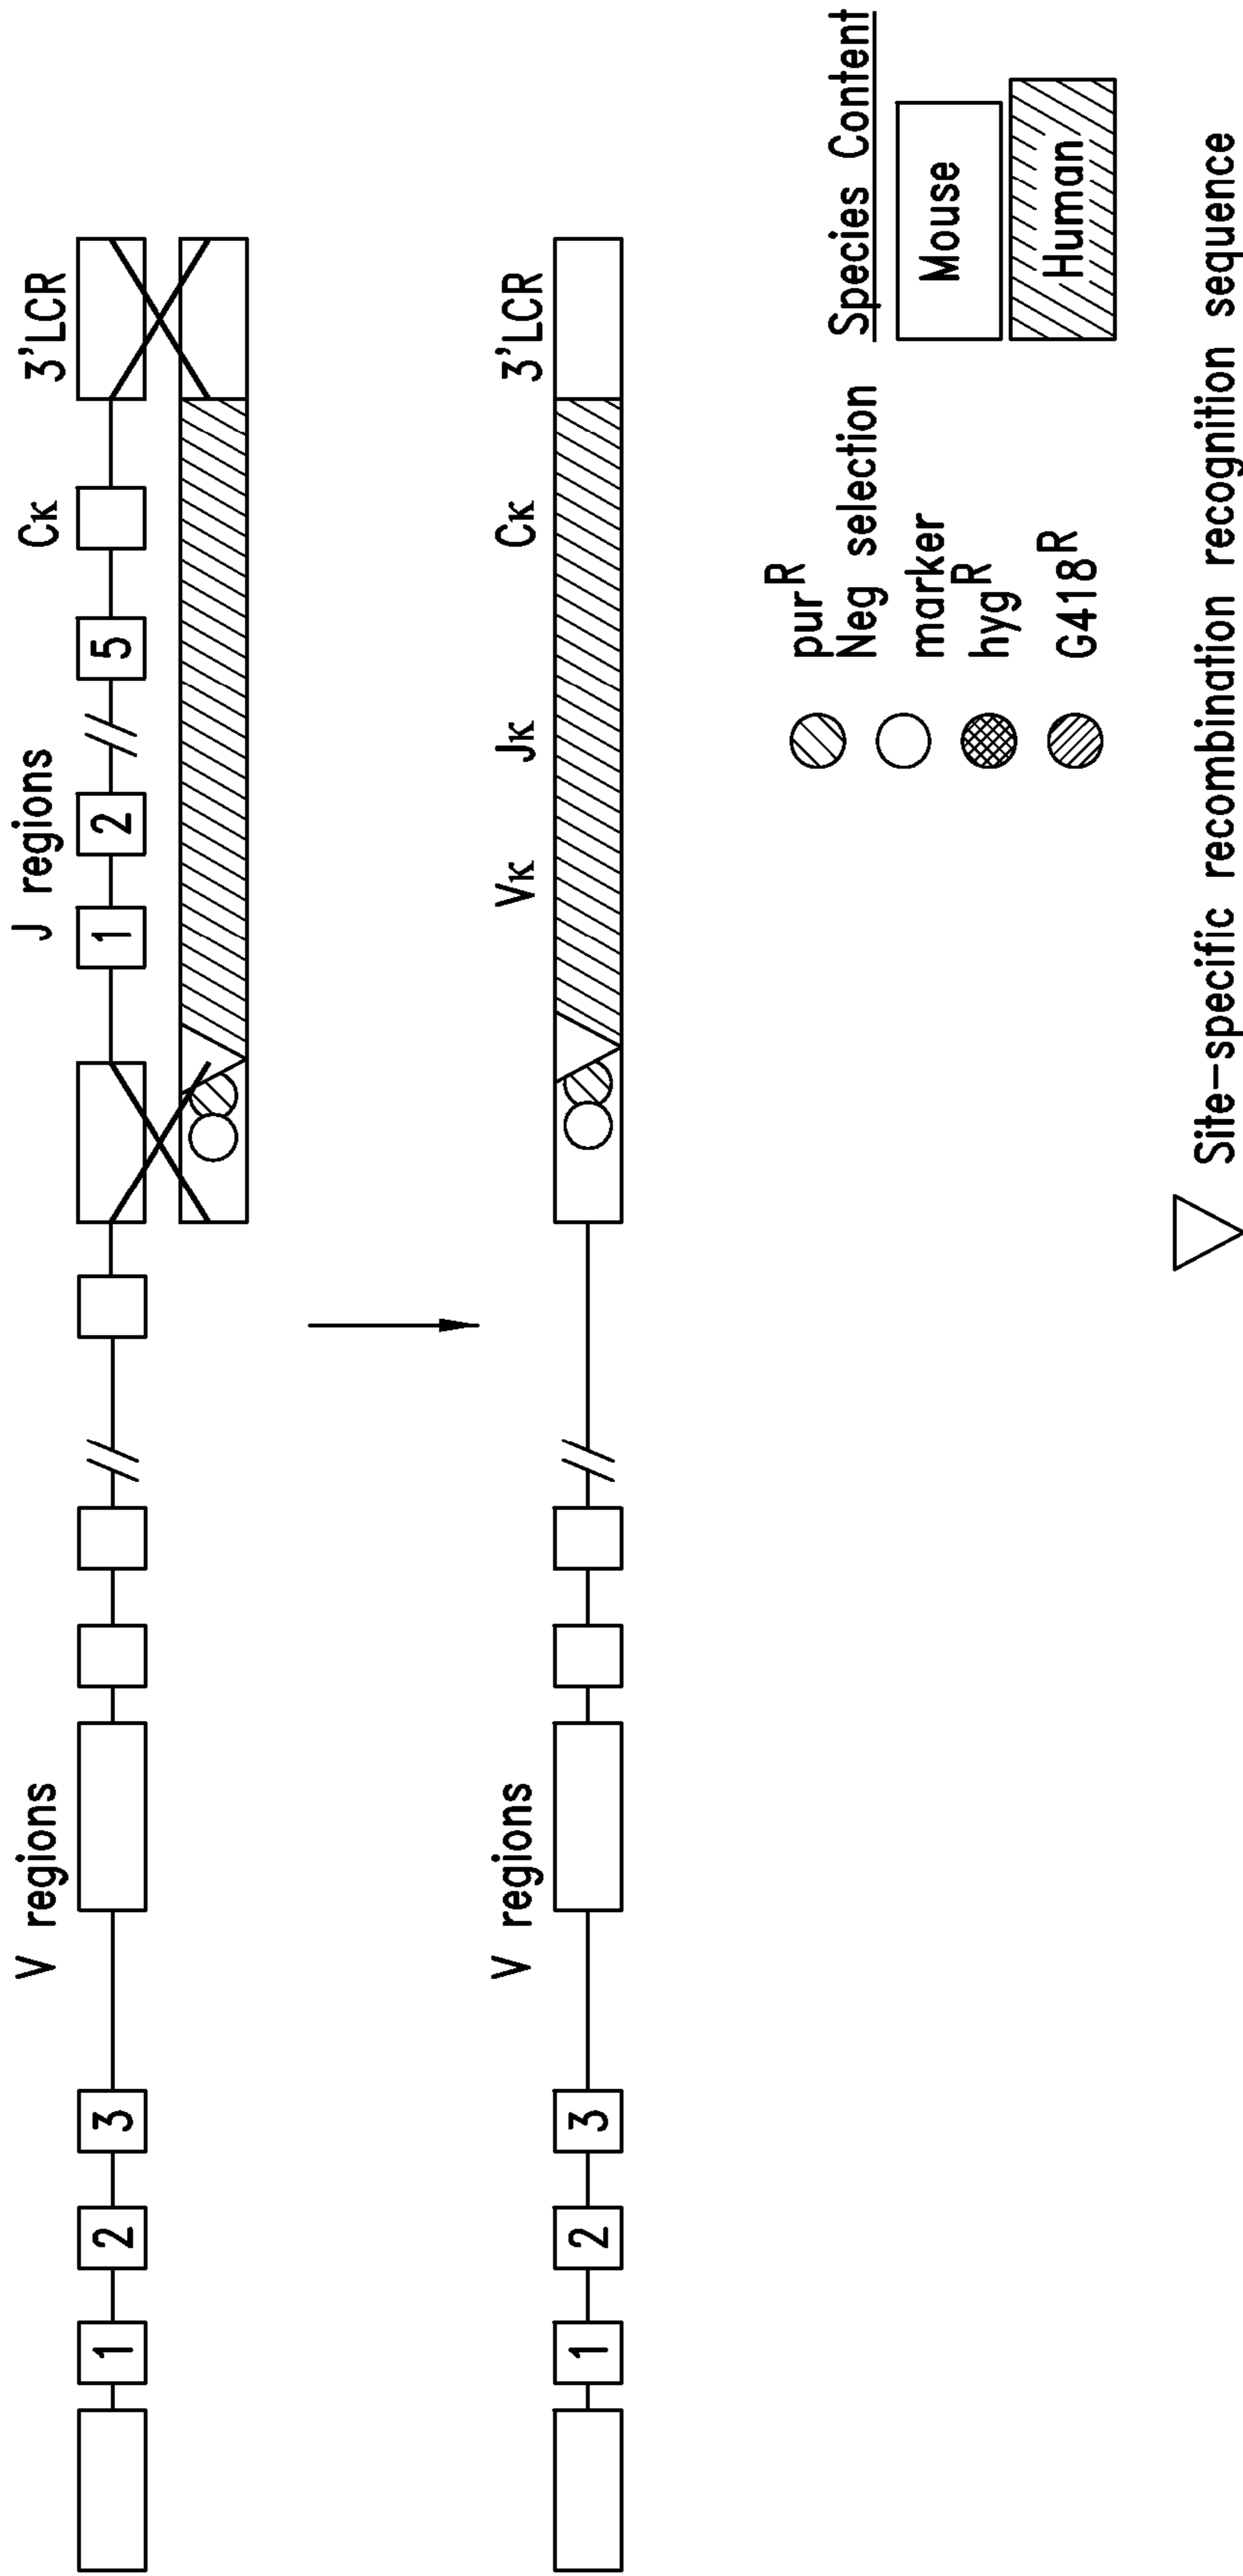 V regions
J regions
Cκ
3'LCR
1
2
3
1
2
5
V regions
Vκ
Jκ
Cκ
3'LCR
1
2
3
pur^R
Neg selection
marker
hyg^R
G418^R
Species Content
Mouse
Human
Site-specific recombination recognition sequence